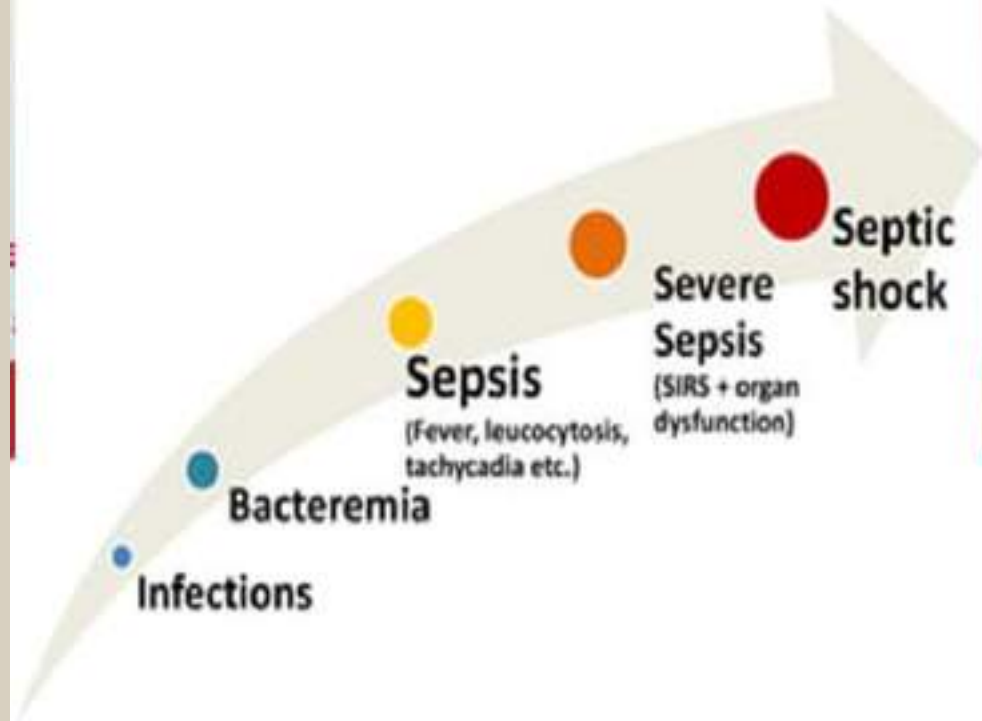 Septic
shock
Severe
Sepsis
(SIRS + organ
dysfunction)
Sepsis
(Fever, leucocytosis,
tachycadia etc.)
Bacteremia
Infections